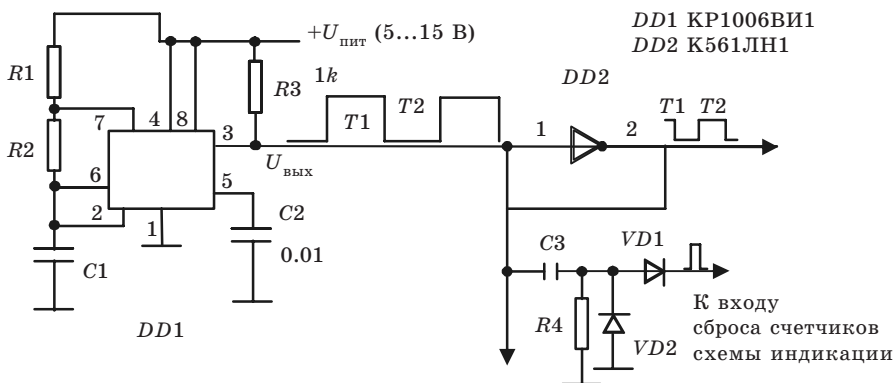 DD1 КР1006ВИ1
DD2 К561ЛН1
+Uпит (5...15 В)
R1
R2
7
4
8
3
6
2
1
5
R3
1k
T1
T2
Uвых
DD2
1
2
T1
T2
C1
C2
0.01
DD1
C3
VD1
R4
VD2
К входу
сброса счетчиков
схемы индикации